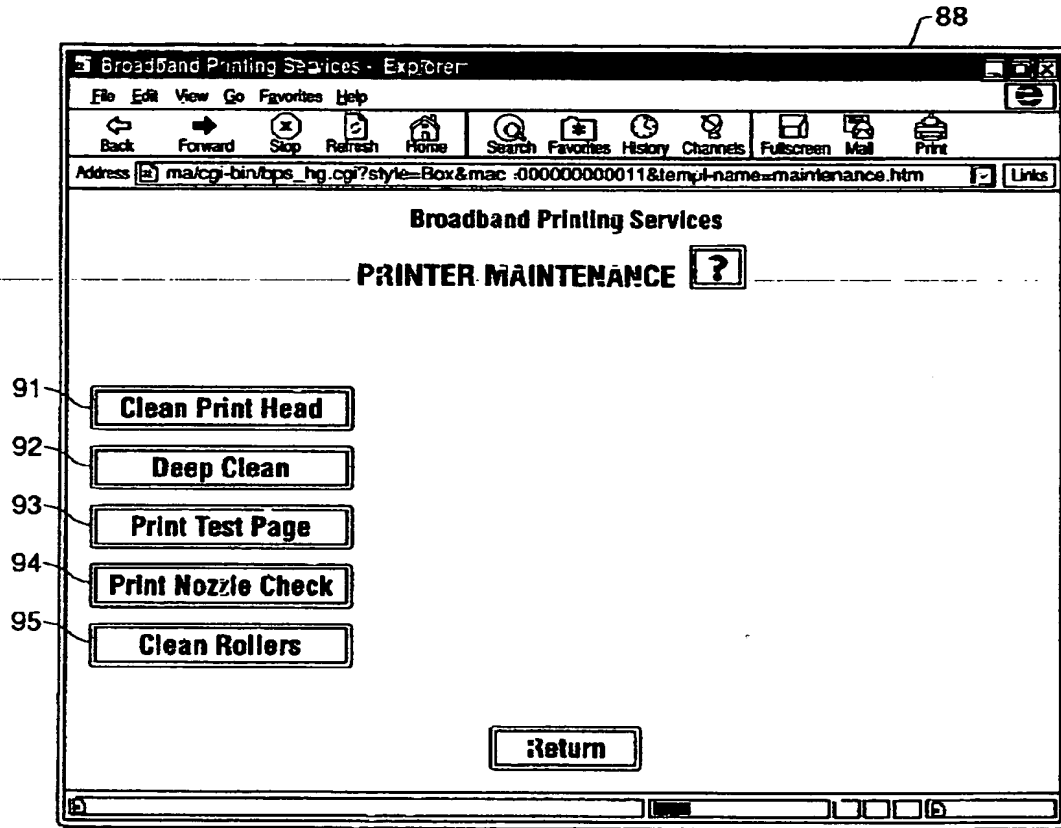 88
Broadband Printing Services - Explorer
File Edit View Go Favorites Help
Back Forward Stop Refresh Home Search Favorites History Channels Fullscreen Mail Print
Address ma/cgi-bin/bps_hg.cgi?style=Box&mac=000000000011&templ-name=maintenance.htm Links
Broadband Printing Services
PRINTER MAINTENANCE ?
91 Clean Print Head
92 Deep Clean
93 Print Test Page
94 Print Nozzle Check
95 Clean Rollers
Return